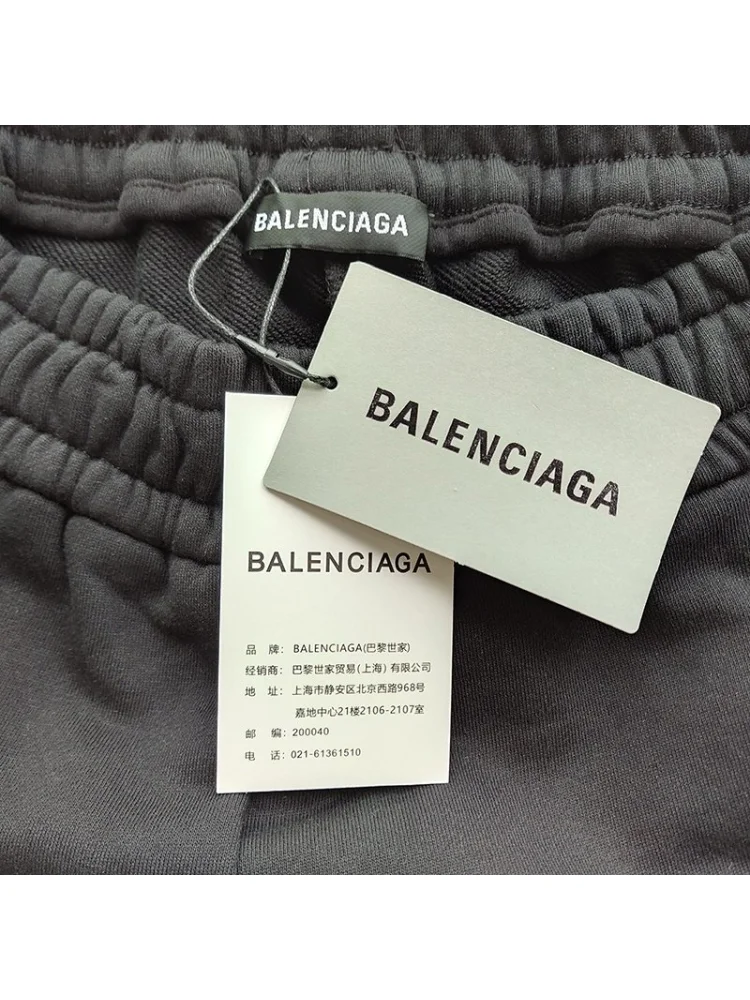 BALENCIAGA
BALENCIAGA
BALENCIAGA
品 牌: BALENCIAGA(巴黎世家)
经销商: 巴黎世家贸易(上海) 有限公司
地 址: 上海市静安区北京西路968号
嘉地中心21楼2106-2107室
邮 编: 200040
电 话: 021-61361510